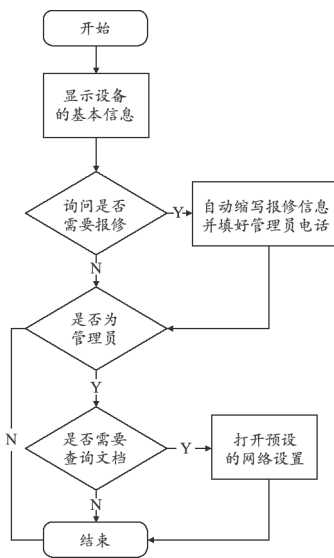 开始
显示设备
的基本信息
询问是否
需要报修
Y
自动缩写报修信息
并填好管理员电话
N
是否为
管理员
Y
N
是否需要
查询文档
Y
打开预设
的网络设置
N
结束